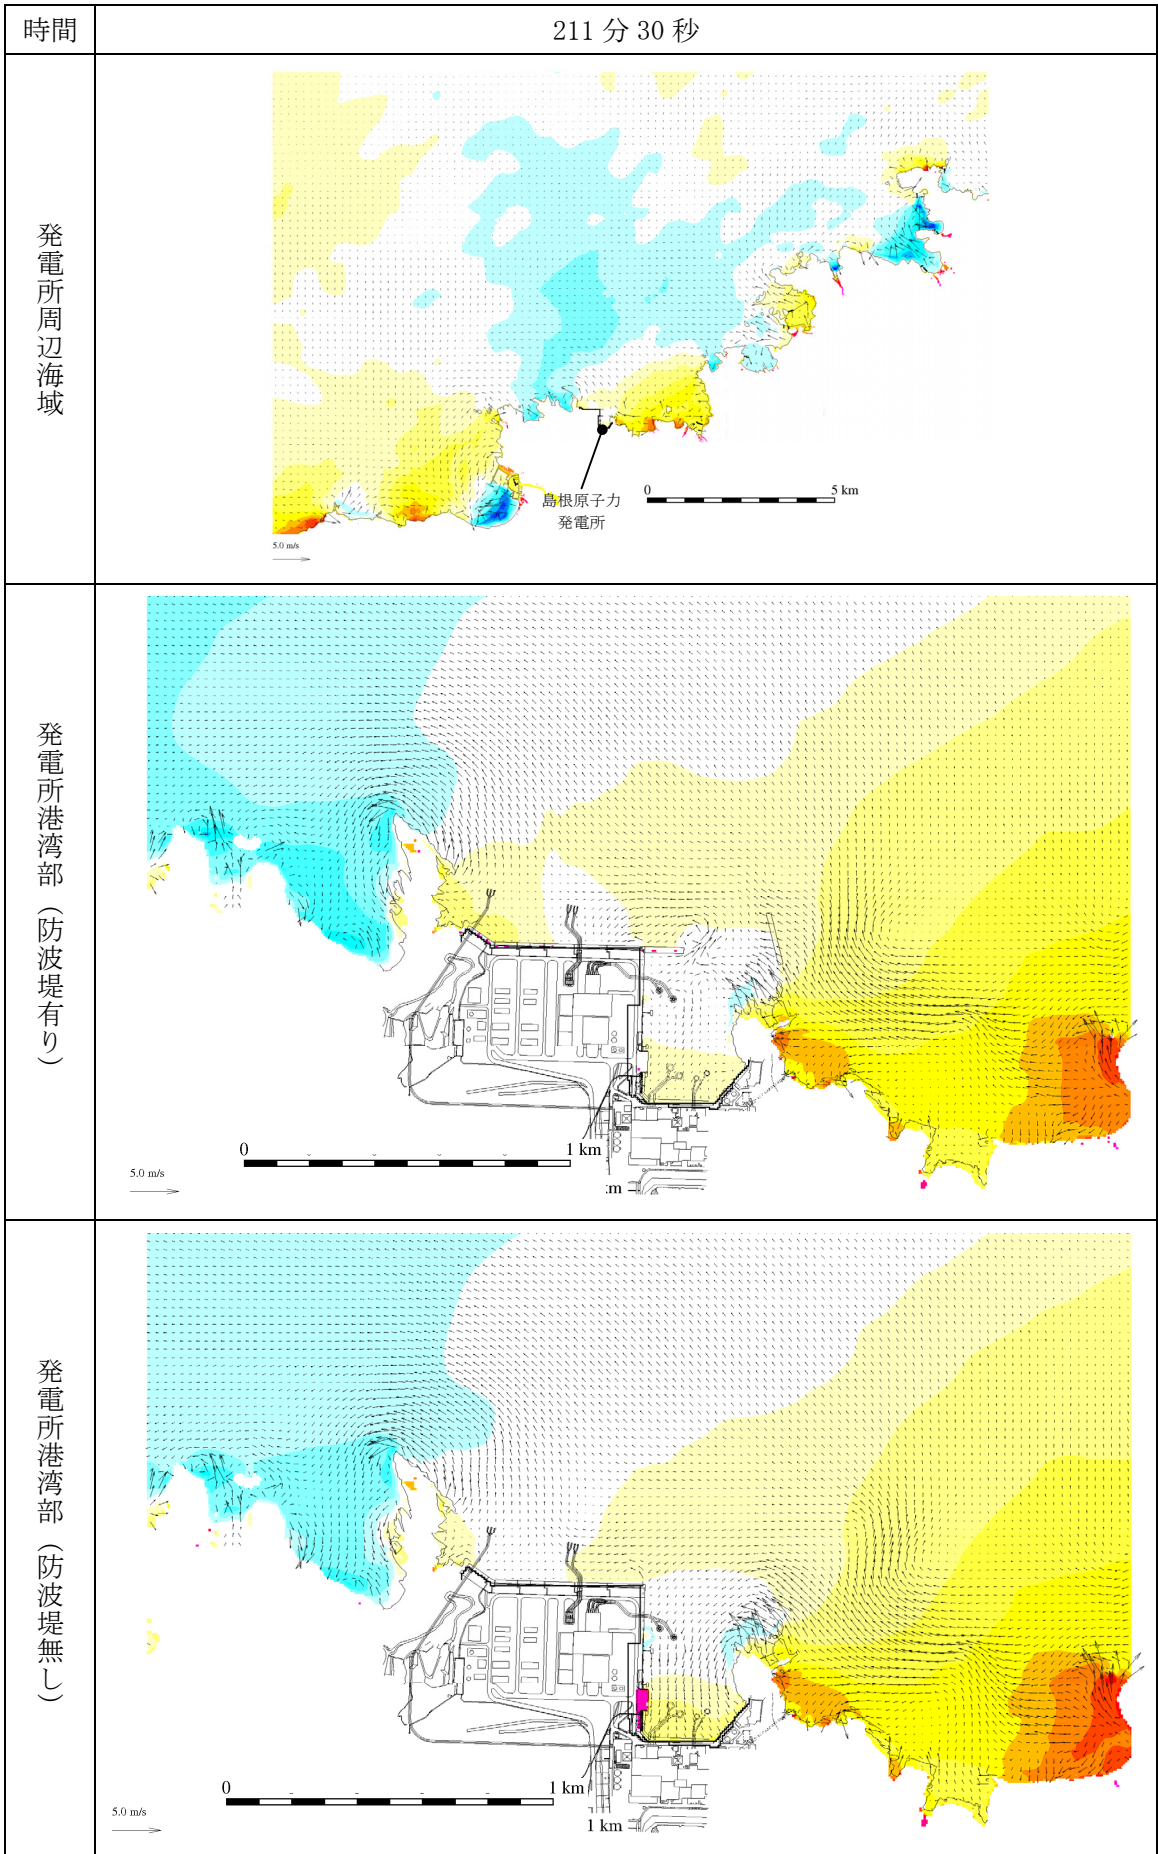 時間
211 分 30 秒
発電所周辺海域
島根原子力
発電所
0
5 km
5.0 m/s
発電所港湾部（防波堤有り）
0
1 km
5.0 m/s
km
発電所港湾部（防波堤無し）
0
1 km
5.0 m/s
1 km